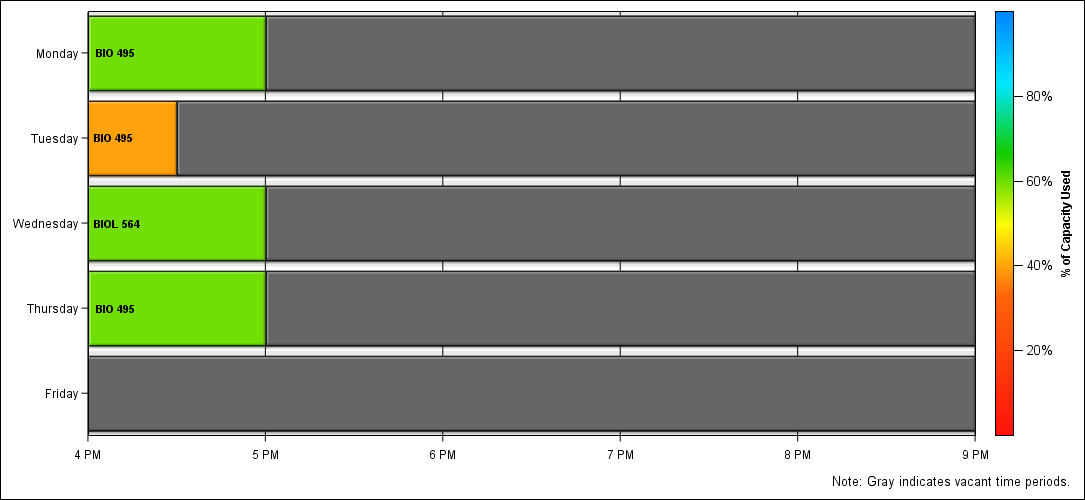 Monday
BIO 495
Tuesday
BIO 495
Wednesday
BIOL 564
Thursday
BIO 495
Friday
4 PM 5 PM 6 PM 7 PM 8 PM 9 PM
80%
60%
40%
20%
% of Capacity Used
Note: Gray indicates vacant time periods.